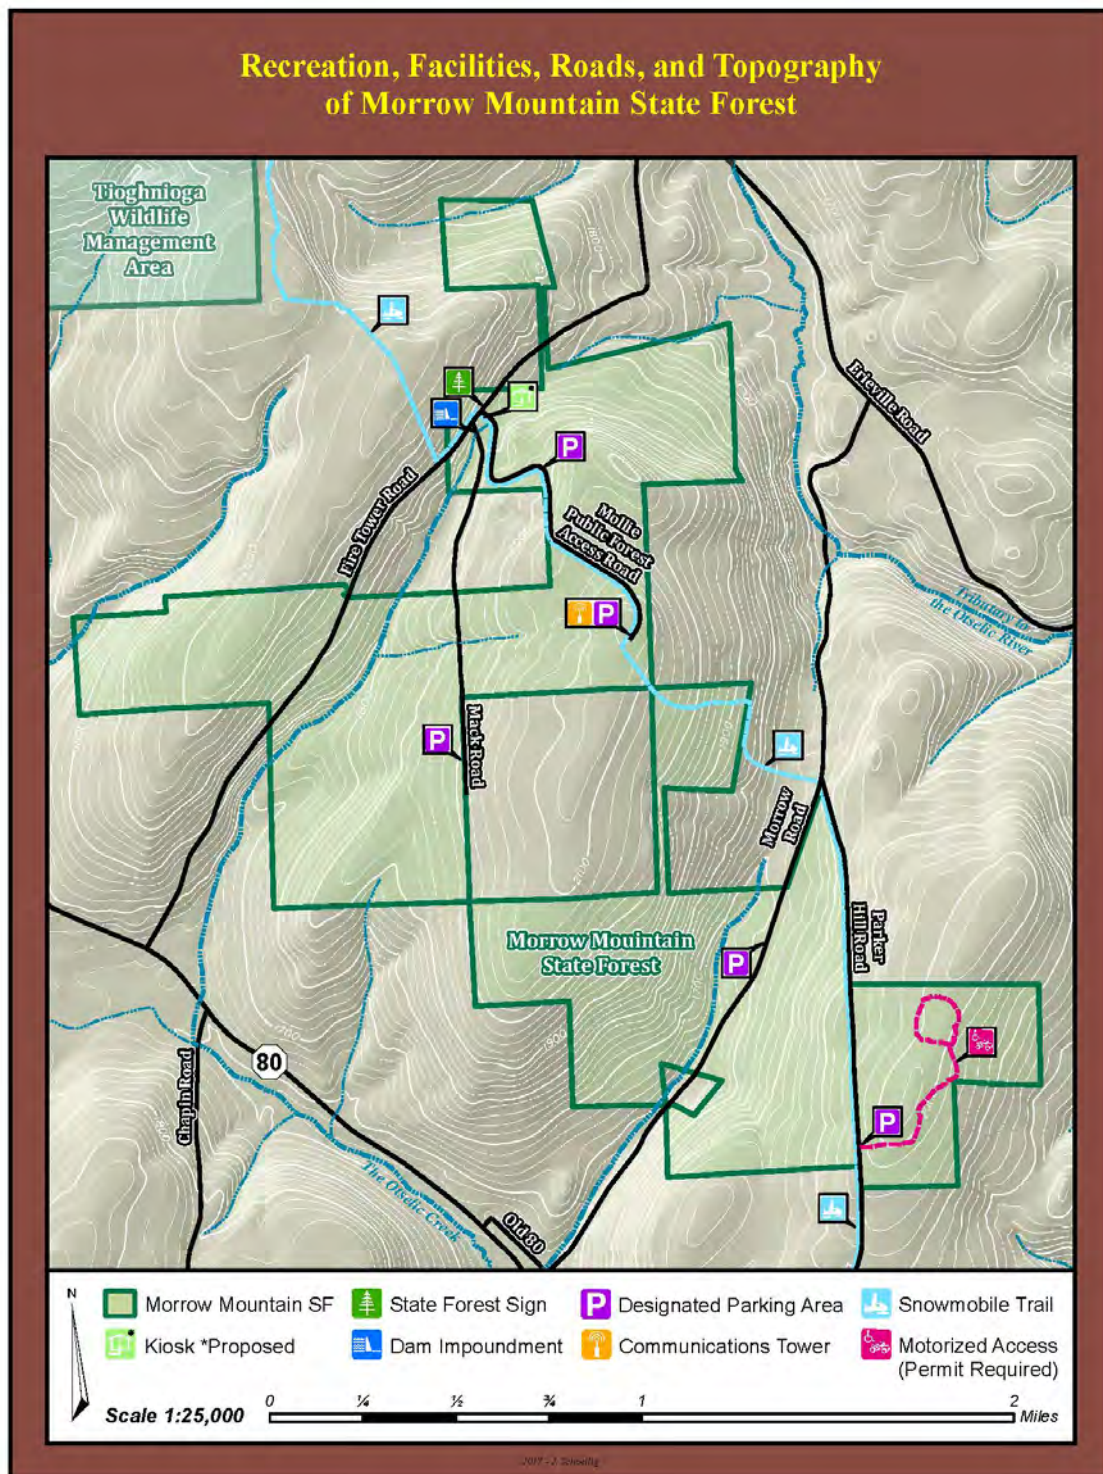 Recreation, Facilities, Roads, and Topography
of Morrow Mountain State Forest
Tioghnioga
Wildlife
Management
Area
Erieville Road
P
Fire Tower Road
Mollie
Public Forest
Access Road
P
Tributary to
the Otselic River
P
Mack Road
Morrow
Road
2100
Parker
Hill Road
Morrow Mouintain
State Forest
P
1700
1900
80
Chapin Road
P
The Otselic Creek
Old 80
N
Morrow Mountain SF
State Forest Sign
P Designated Parking Area
Snowmobile Trail
Kiosk *Proposed
Dam Impoundment
Communications Tower
Motorized Access
(Permit Required)
Scale 1:25,000
0 ¼ ½ ¾ 1 2
Miles